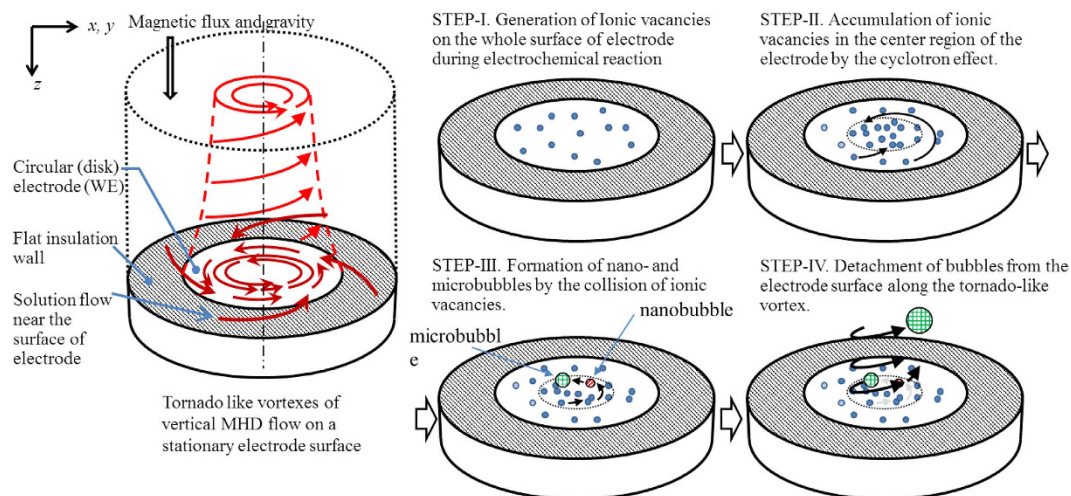 x, y
z
Magnetic flux and gravity
Circular (disk)
electrode (WE)
Flat insulation
wall
Solution flow
near the
surface of
electrode
Tornado like vortexes of
vertical MHD flow on a
stationary electrode surface
STEP-I. Generation of Ionic vacancies
on the whole surface of electrode
during electrochemical reaction
STEP-II. Accumulation of ionic
vacancies in the center region of the
electrode by the cyclotron effect.
STEP-III. Formation of nano- and
microbubbles by the collision of ionic
vacancies.
nanobubble
microbubbl
e
STEP-IV. Detachment of bubbles from the
electrode surface along the tornado-like
vortex.